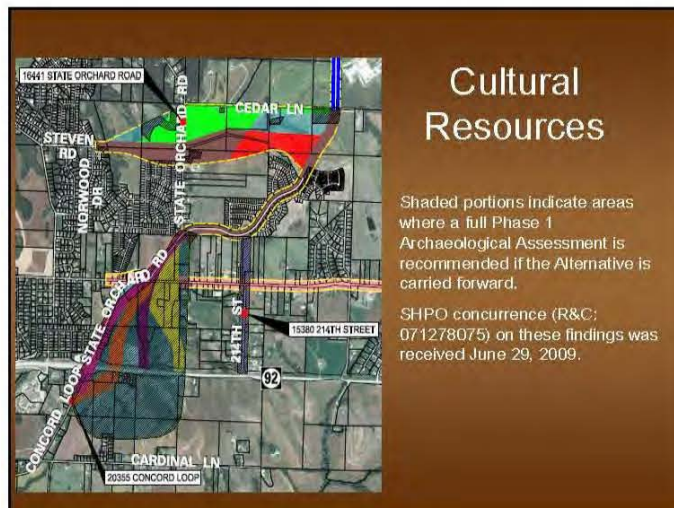 Cultural
Resources
Shaded portions indicate areas
where a full Phase 1
Archaeological Assessment is
recommended if the Alternative is
carried forward.
SHPO concurrence (R&C:
071278075) on these findings was
received June 29, 2009.
16441 STATE ORCHARD ROAD
STATE ORCHARD RD
CEDAR LN
STEVEN
RD
NORWOOD
DR
STATE ORCHARD RD
214TH ST
15380 214TH STREET
92
CONCORD LOOP
CARDINAL LN
20355 CONCORD LOOP